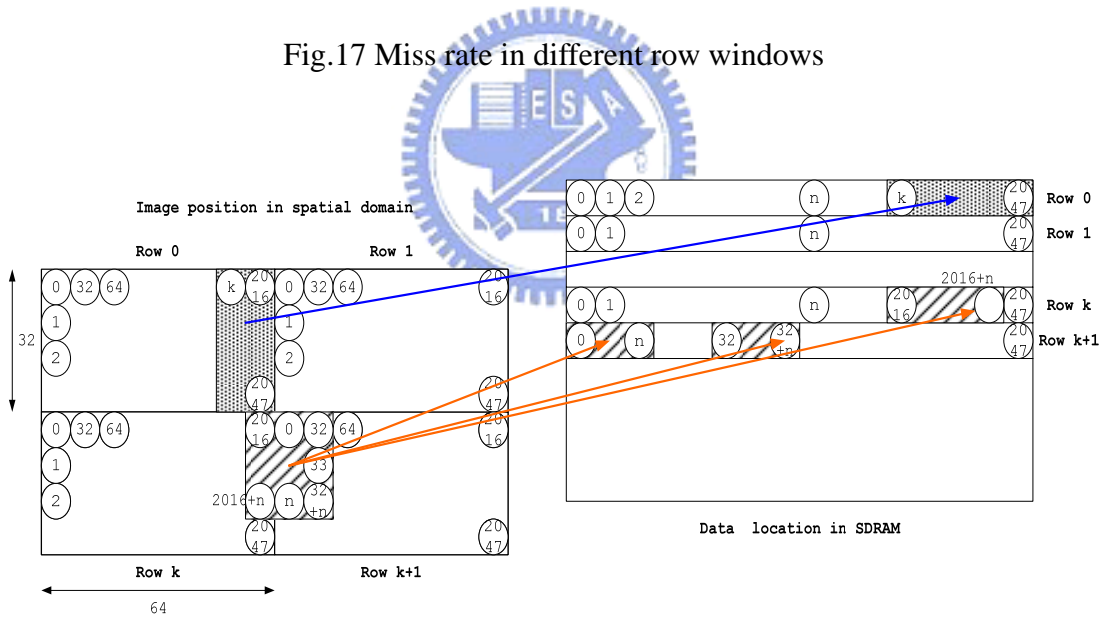 Fig.17 Miss rate in different row windows
ESA
18
Image position in spatial domain
Row 0
Row 1
0 32 64 k 2016 0 32 64 2016
1 1
32
2 2
2047 2047
0 32 64 2016 0 32 64 2016
1 33
2 2016+n n 32+n
2047 2047
Row k
Row k+1
64
0 1 2 n k 2047 Row 0
0 1 n 2047 Row 1
2016+n
0 1 n 2016 2047 Row k
0 n 32 32+n 2047 Row k+1
Data location in SDRAM